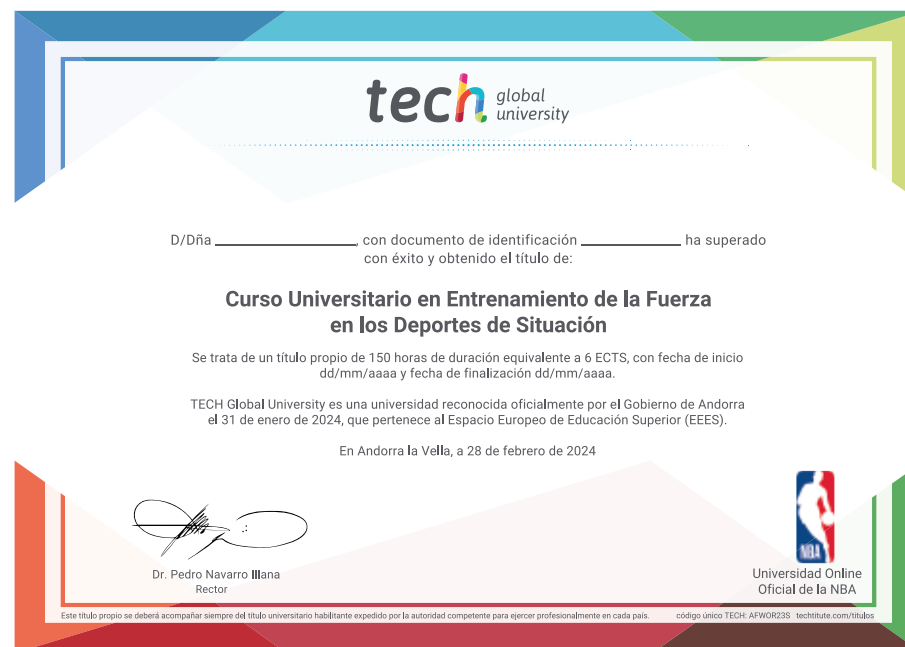 tech global university
D/Dña ____________________, con documento de identificación ______________ ha superado
con éxito y obtenido el título de:
Curso Universitario en Entrenamiento de la Fuerza
en los Deportes de Situación
Se trata de un título propio de 150 horas de duración equivalente a 6 ECTS, con fecha de inicio
dd/mm/aaaa y fecha de finalización dd/mm/aaaa.
TECH Global University es una universidad reconocida oficialmente por el Gobierno de Andorra
el 31 de enero de 2024, que pertenece al Espacio Europeo de Educación Superior (EEES).
En Andorra la Vella, a 28 de febrero de 2024
Dr. Pedro Navarro Illana
Rector
NBA
Universidad Online
Oficial de la NBA
Este título propio se deberá acompañar siempre del título universitario habilitante expedido por la autoridad competente para ejercer profesionalmente en cada país. código único TECH: AFWOR23S techtitute.com/titulos